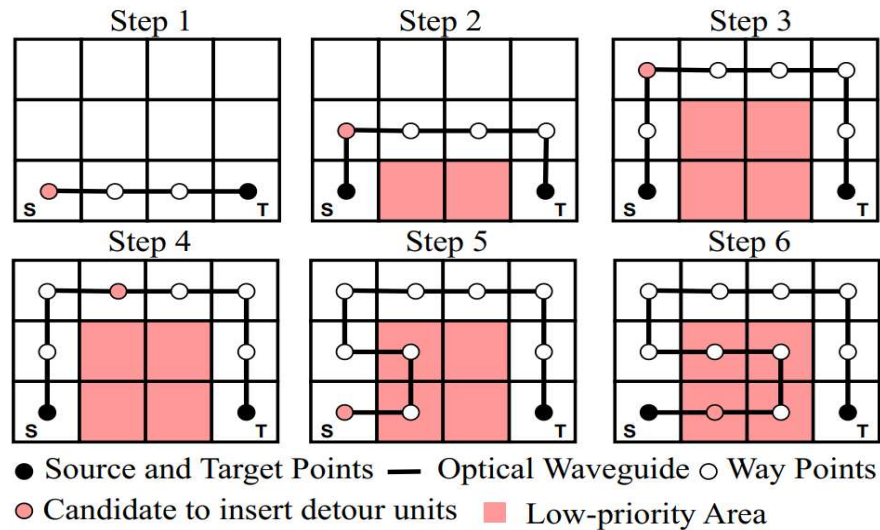 Step 1 Step 2 Step 3
S T S T S T
Step 4 Step 5 Step 6
S T S T S T
Source and Target Points Optical Waveguide Way Points
Candidate to insert detour units Low-priority Area